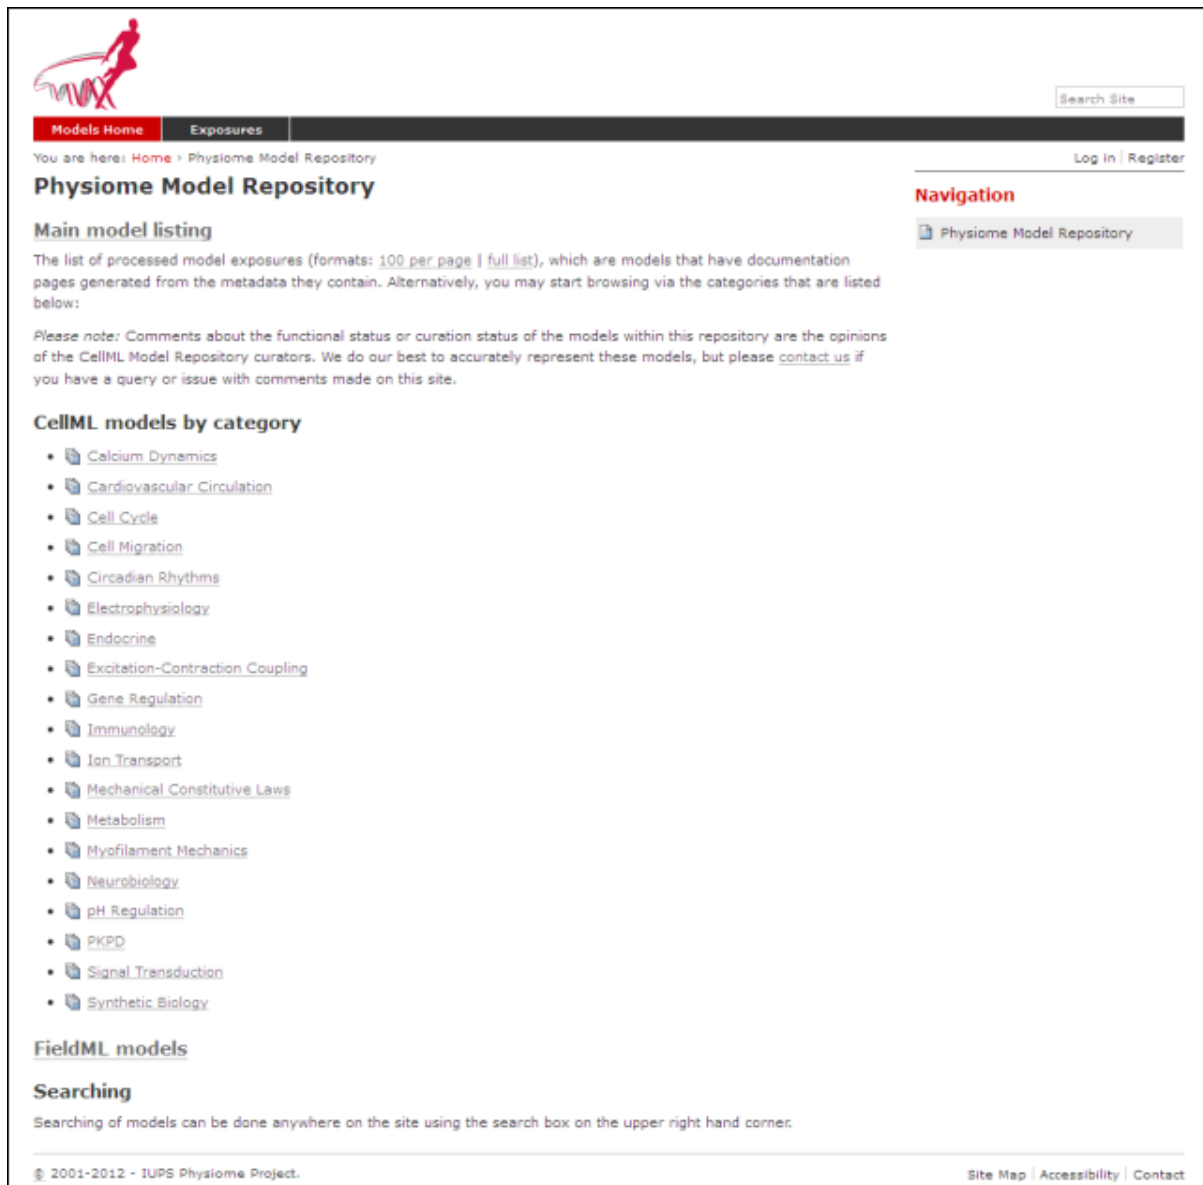 Search Site
Models Home
Exposures
You are here: Home › Physiome Model Repository
Log in | Register
Physiome Model Repository
Navigation
Physiome Model Repository
Main model listing
The list of processed model exposures (formats: 100 per page | full list), which are models that have documentation
pages generated from the metadata they contain. Alternatively, you may start browsing via the categories that are listed
below:
Please note: Comments about the functional status or curation status of the models within this repository are the opinions
of the CellML Model Repository curators. We do our best to accurately represent these models, but please contact us if
you have a query or issue with comments made on this site.
CellML models by category
• Calcium Dynamics
• Cardiovascular Circulation
• Cell Cycle
• Cell Migration
• Circadian Rhythms
• Electrophysiology
• Endocrine
• Excitation-Contraction Coupling
• Gene Regulation
• Immunology
• Ion Transport
• Mechanical Constitutive Laws
• Metabolism
• Myofilament Mechanics
• Neurobiology
• pH Regulation
• PKPD
• Signal Transduction
• Synthetic Biology
FieldML models
Searching
Searching of models can be done anywhere on the site using the search box on the upper right hand corner.
© 2001-2012 - IUPS Physiome Project.
Site Map | Accessibility | Contact